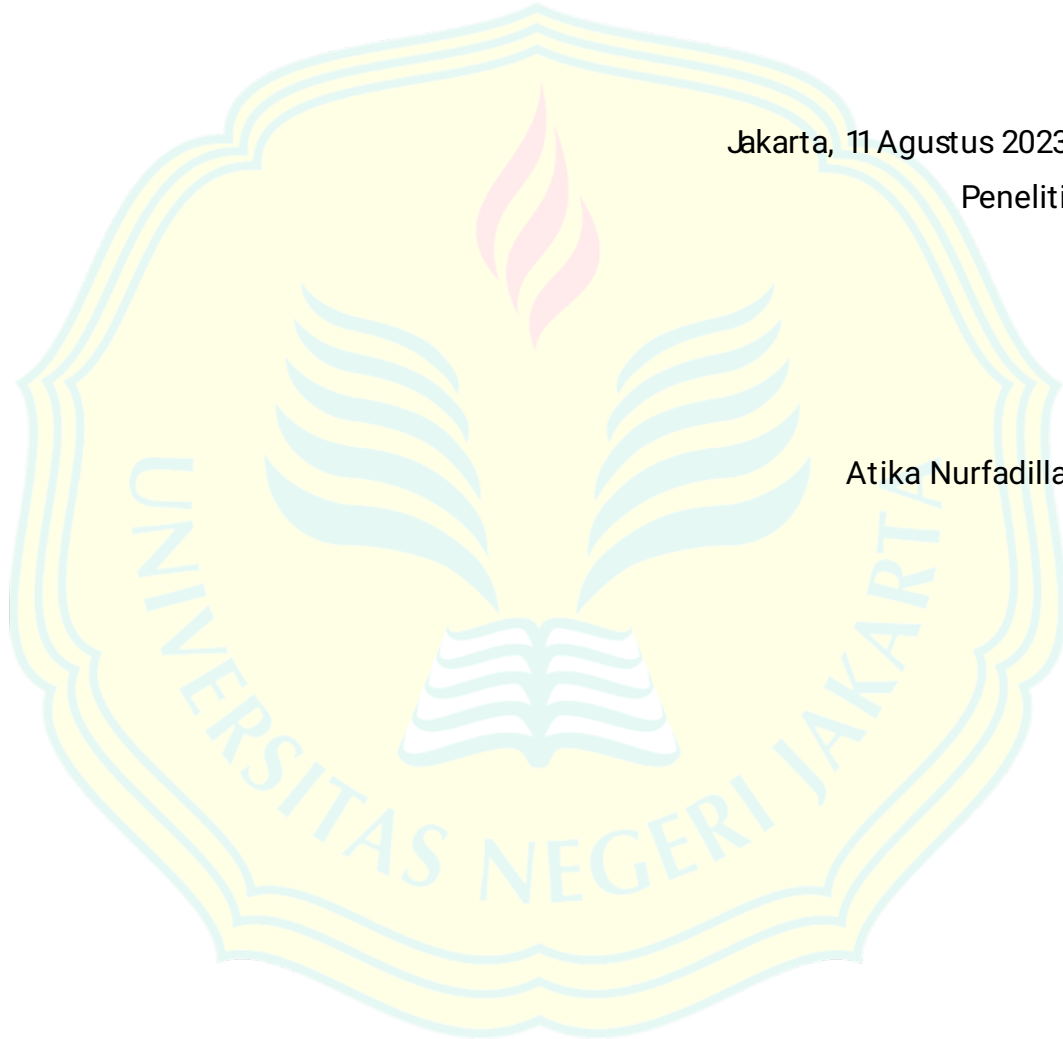 Jakarta, 11 Agustus 2023
Peneliti
Atika Nurfadilla
UNIVERSITAS NEGERI JAKARTA